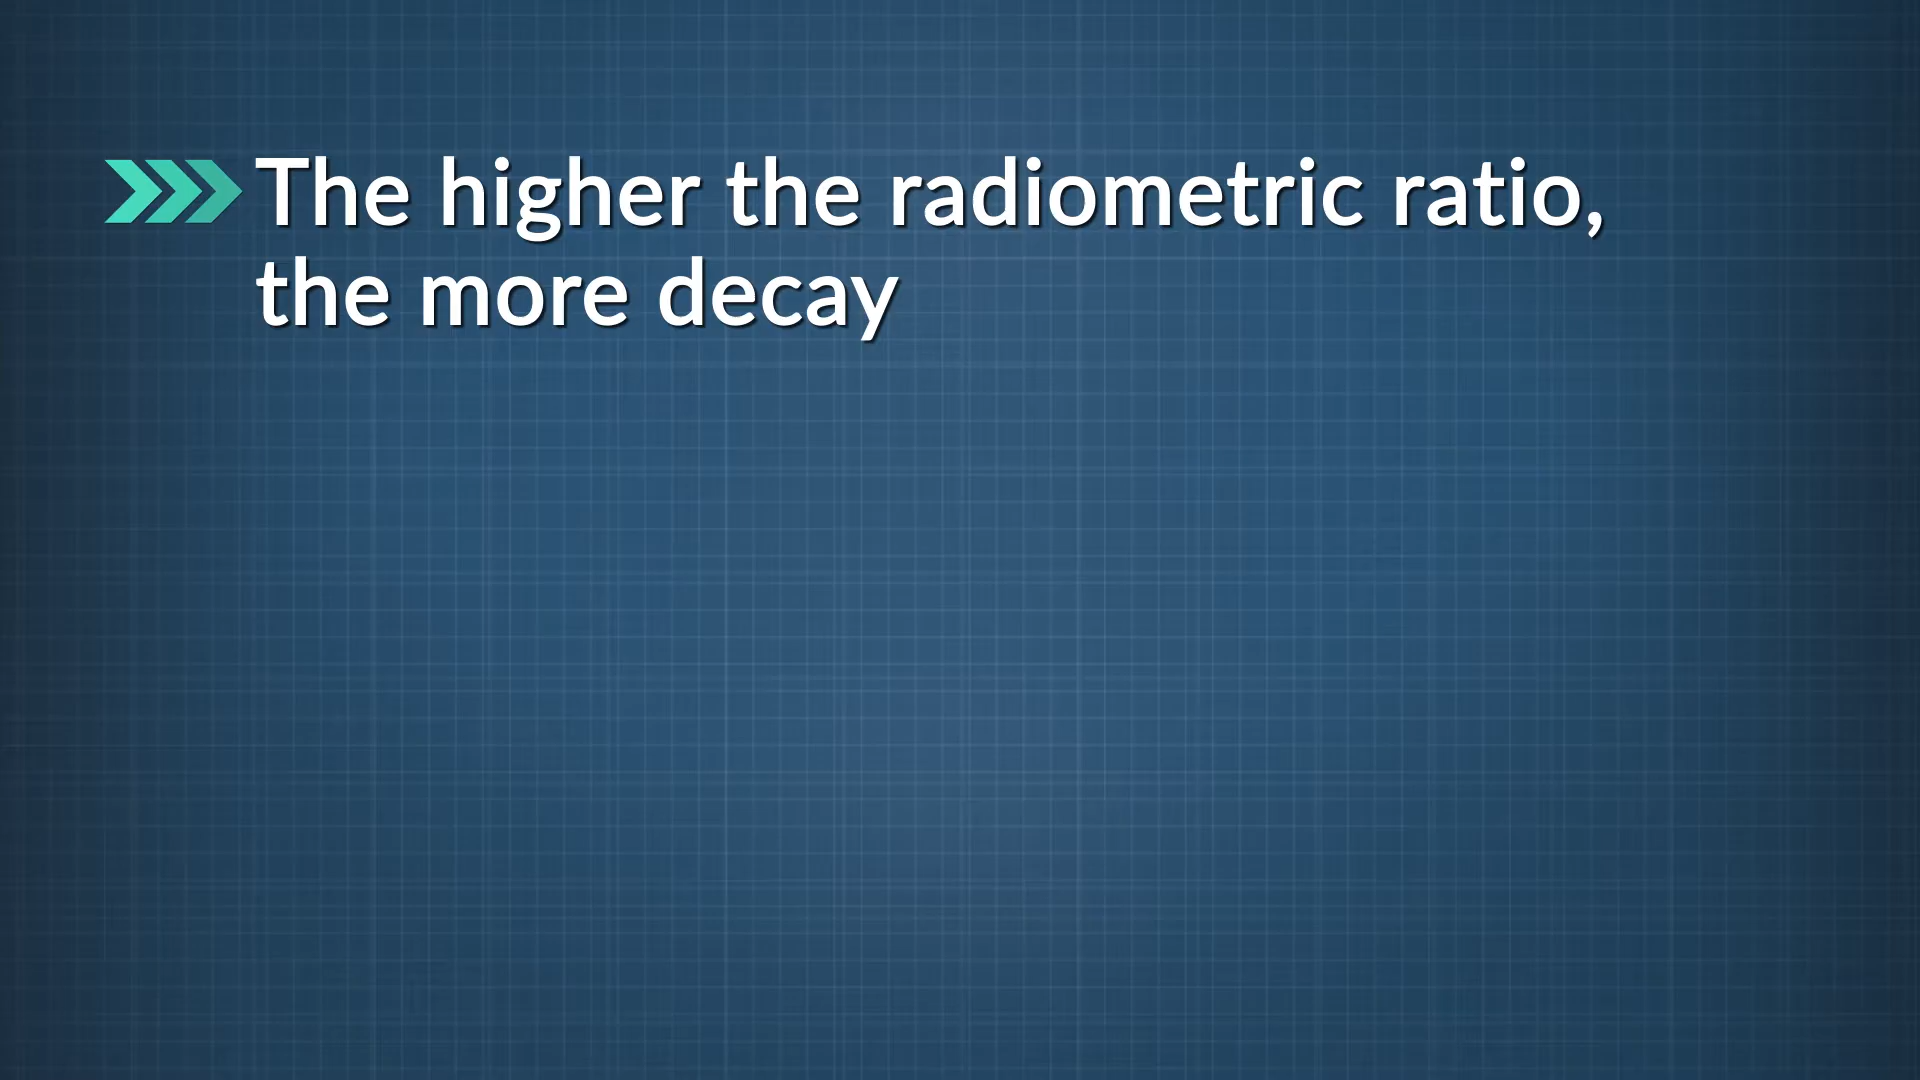 The higher the radiometric ratio,
the more decay